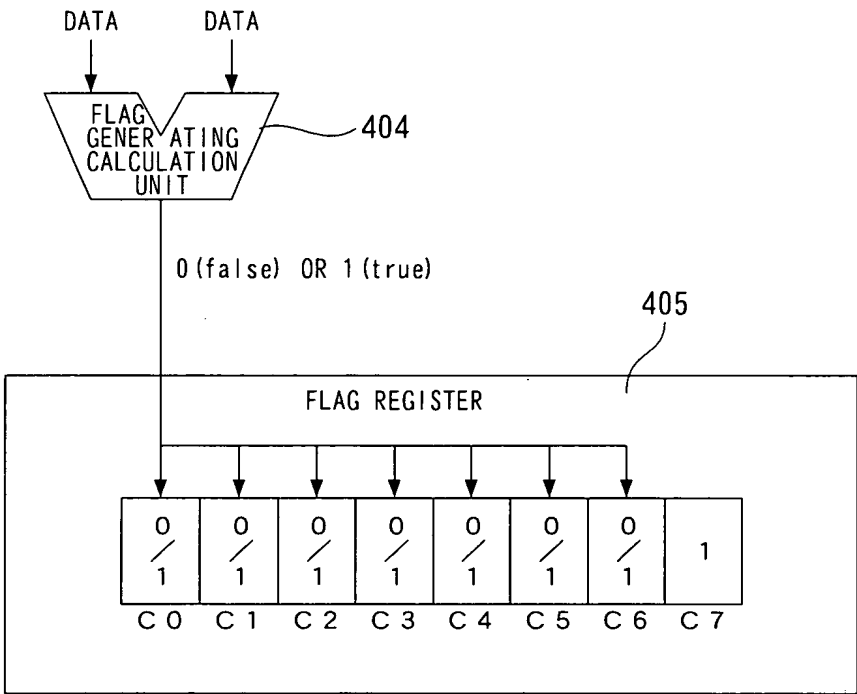 DATA DATA
FLAG
GENERATING
CALCULATION
UNIT
404
0(false) OR 1(true)
405
FLAG REGISTER
0/1 0/1 0/1 0/1 0/1 0/1 0/1 1
C0 C1 C2 C3 C4 C5 C6 C7